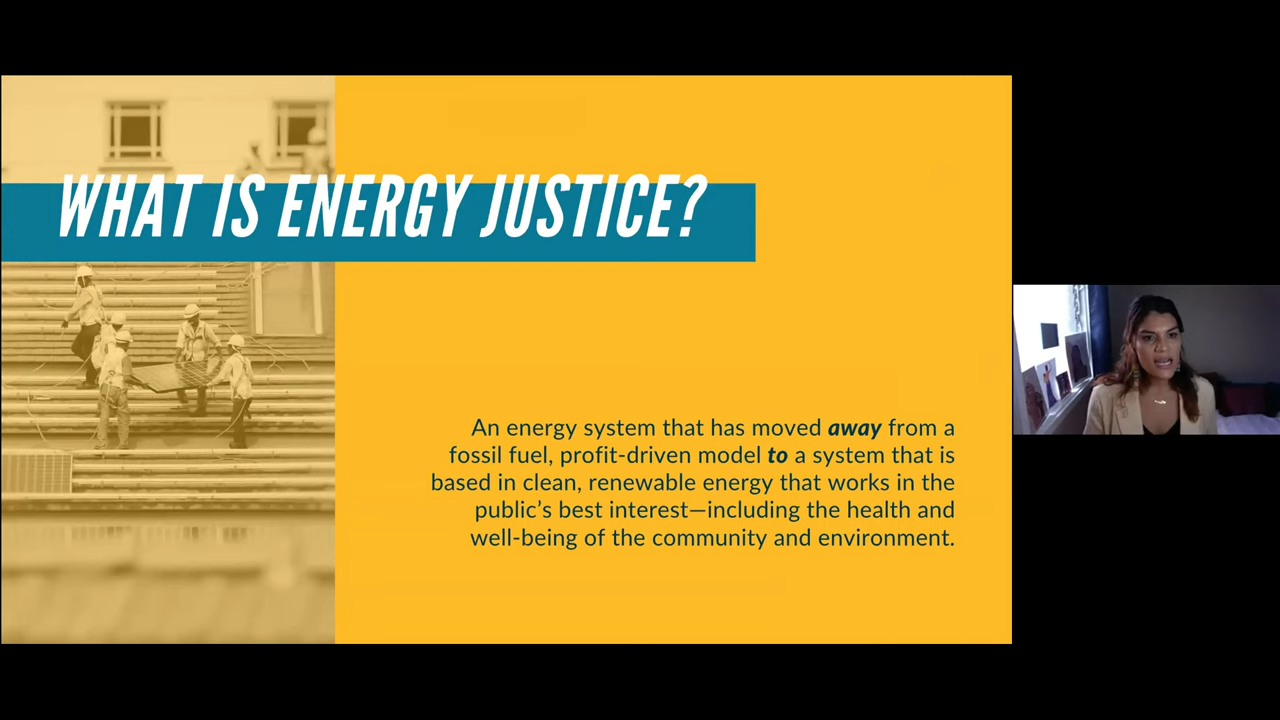 WHAT IS ENERGY JUSTICE?
An energy system that has moved away from a
fossil fuel, profit-driven model to a system that is
based in clean, renewable energy that works in the
public’s best interest—including the health and
well-being of the community and environment.